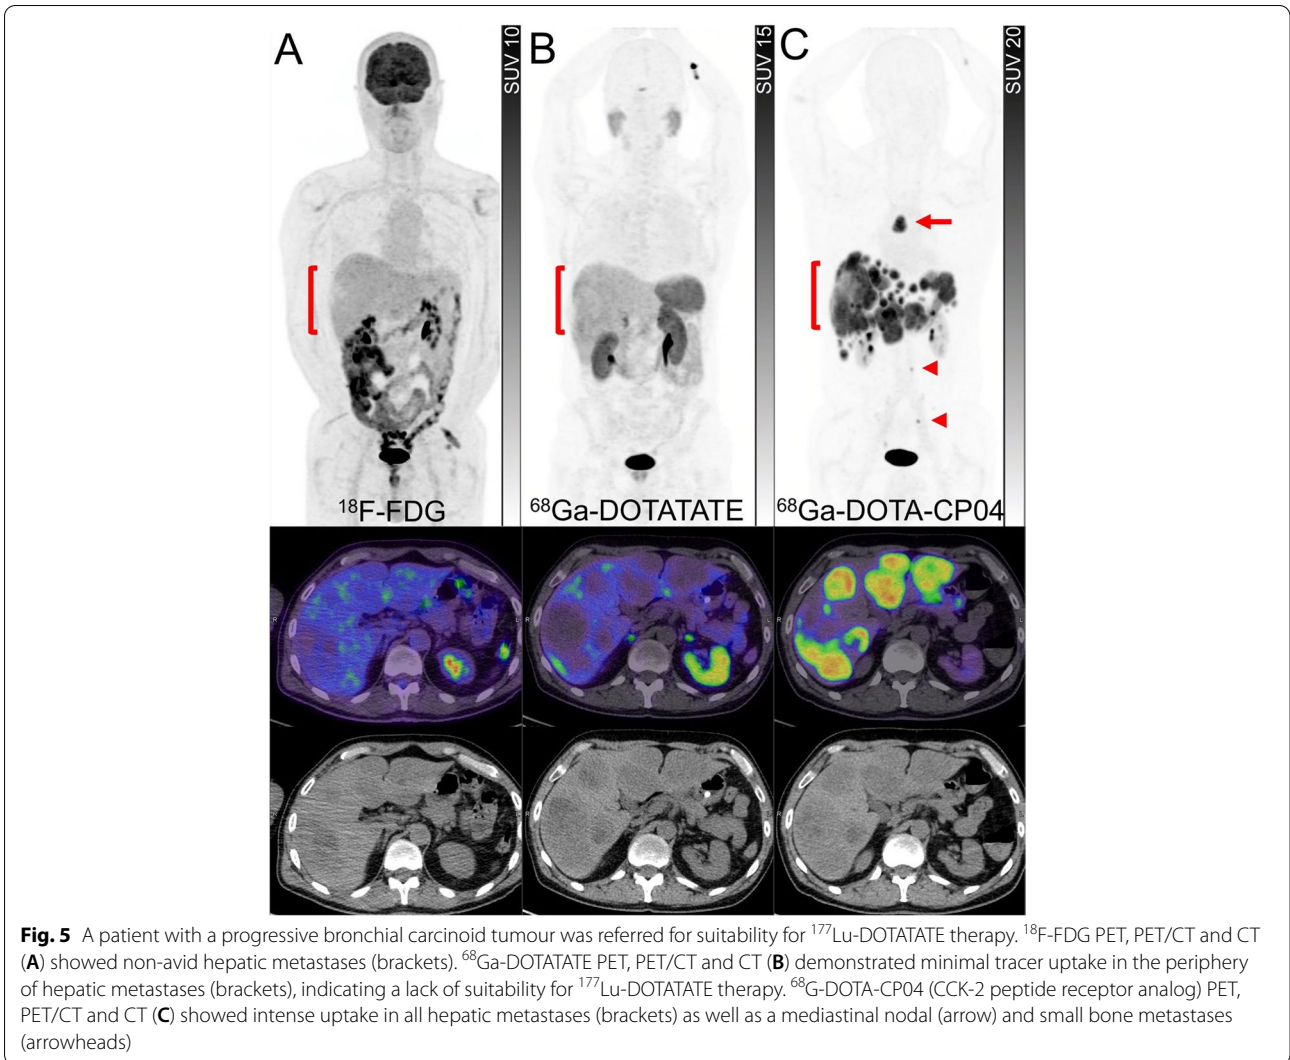 A
SUV 10
B
SUV 15
C
SUV 20
¹⁸F-FDG
⁶⁸Ga-DOTATATE
⁶⁸Ga-DOTA-CP04
R
L
R
L
R
L
R
L
R
L
Fig. 5 A patient with a progressive bronchial carcinoid tumour was referred for suitability for ¹⁷⁷Lu-DOTATATE therapy. ¹⁸F-FDG PET, PET/CT and CT
(A) showed non-avid hepatic metastases (brackets). ⁶⁸Ga-DOTATATE PET, PET/CT and CT (B) demonstrated minimal tracer uptake in the periphery
of hepatic metastases (brackets), indicating a lack of suitability for ¹⁷⁷Lu-DOTATATE therapy. ⁶⁸G-DOTA-CP04 (CCK-2 peptide receptor analog) PET,
PET/CT and CT (C) showed intense uptake in all hepatic metastases (brackets) as well as a mediastinal nodal (arrow) and small bone metastases
(arrowheads)